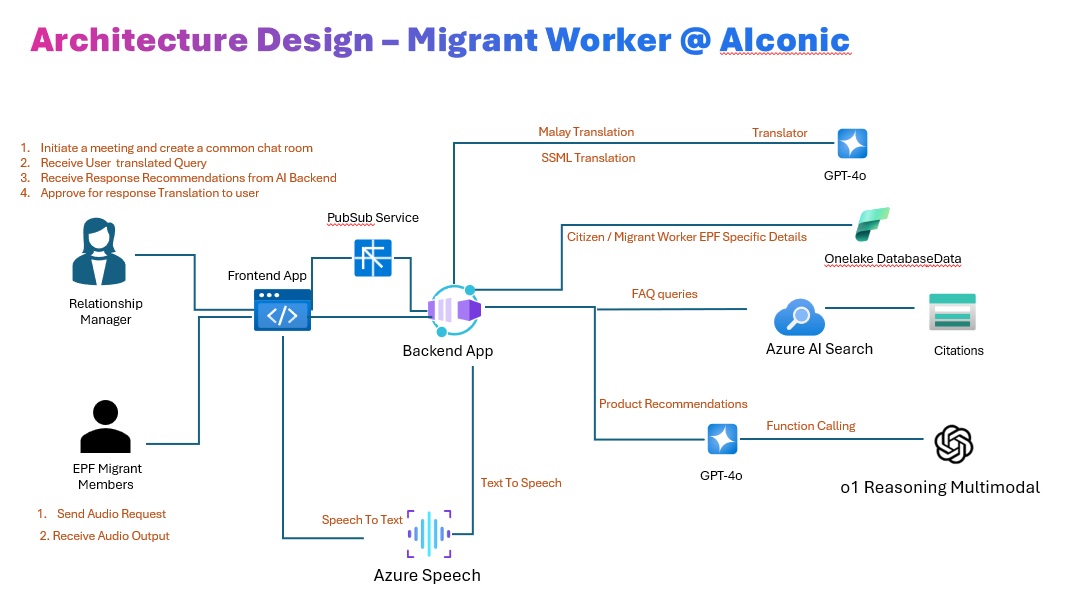 Architecture Design – Migrant Worker @ AIconic
1. Initiate a meeting and create a common chat room
2. Receive User translated Query
3. Receive Response Recommendations from AI Backend
4. Approve for response Translation to user
Malay Translation
Translator
SSML Translation
GPT-4o
PubSub Service
Citizen / Migrant Worker EPF Specific Details
Onelake DatabaseData
Frontend App
Relationship
Manager
FAQ queries
Backend App
Azure AI Search
Citations
Product Recommendations
Function Calling
GPT-4o
o1 Reasoning Multimodal
EPF Migrant
Members
1. Send Audio Request
2. Receive Audio Output
Text To Speech
Speech To Text
Azure Speech